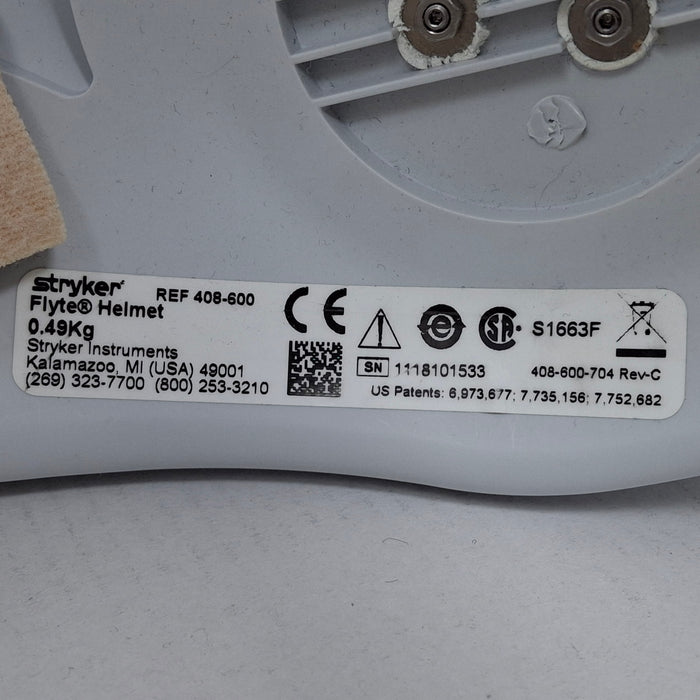 stryker REF 408-600
Flyte® Helmet
0.49Kg
Stryker Instruments
Kalamazoo, MI (USA) 49001
(269) 323-7700 (800) 253-3210
CE
SA S1663F
SN 1118101533 408-600-704 Rev-C
US Patents: 6,973,677; 7,735,156; 7,752,682